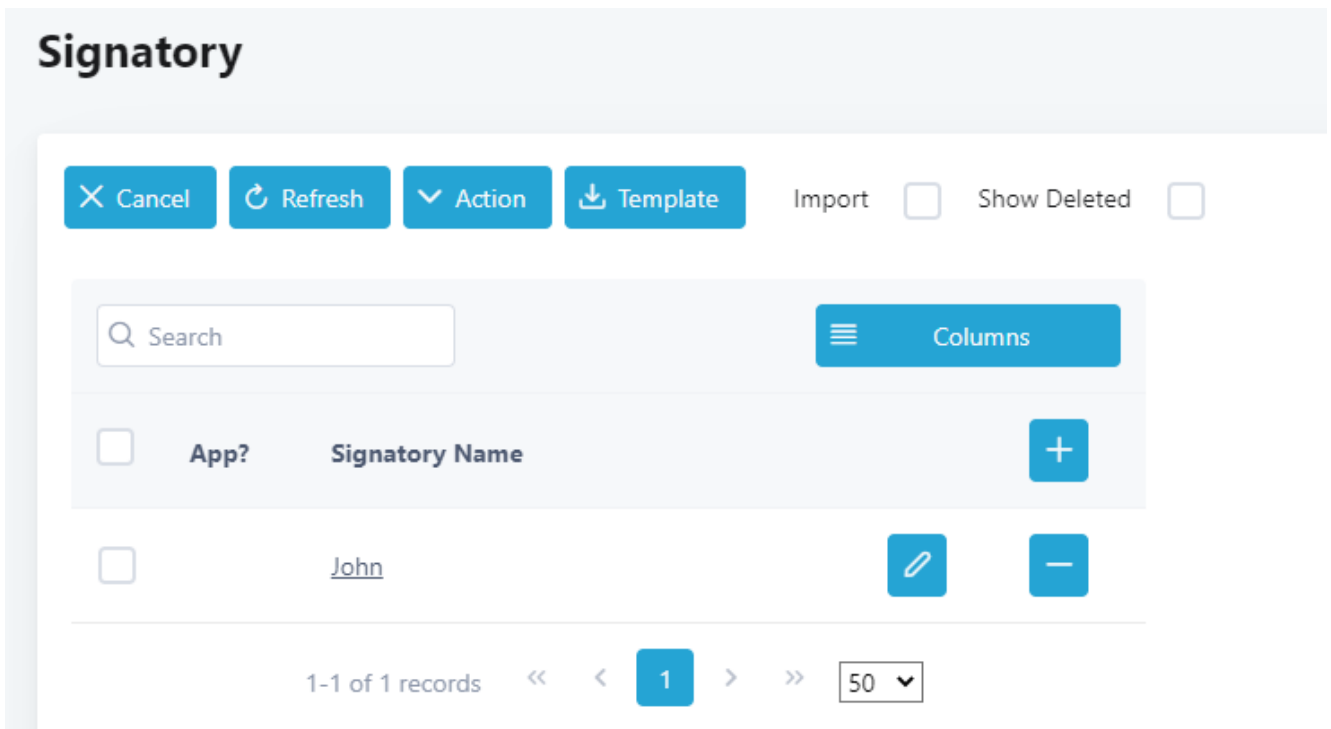 Signatory
Cancel Refresh Action Template Import Show Deleted
Search Columns
App? Signatory Name
John
1-1 of 1 records 1 50